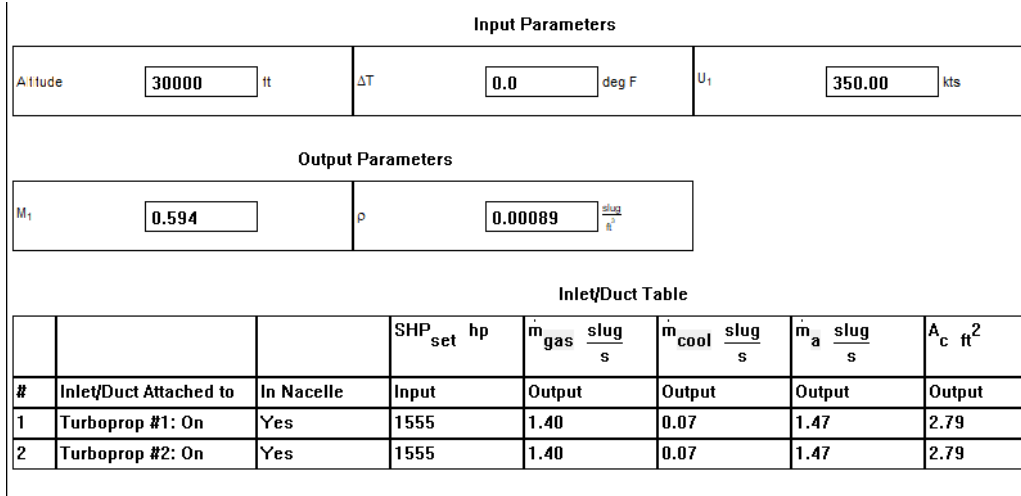 Input Parameters
Altitude 30000 ft ΔT 0.0 deg F U1 350.00 kts
Output Parameters
M1 0.594 ρ 0.00089 slug/ft³
Inlet/Duct Table
SHPset hp ṁgas slug/s ṁcool slug/s ṁa slug/s Ac ft²
# Inlet/Duct Attached to In Nacelle Input Output Output Output Output
1 Turboprop #1: On Yes 1555 1.40 0.07 1.47 2.79
2 Turboprop #2: On Yes 1555 1.40 0.07 1.47 2.79